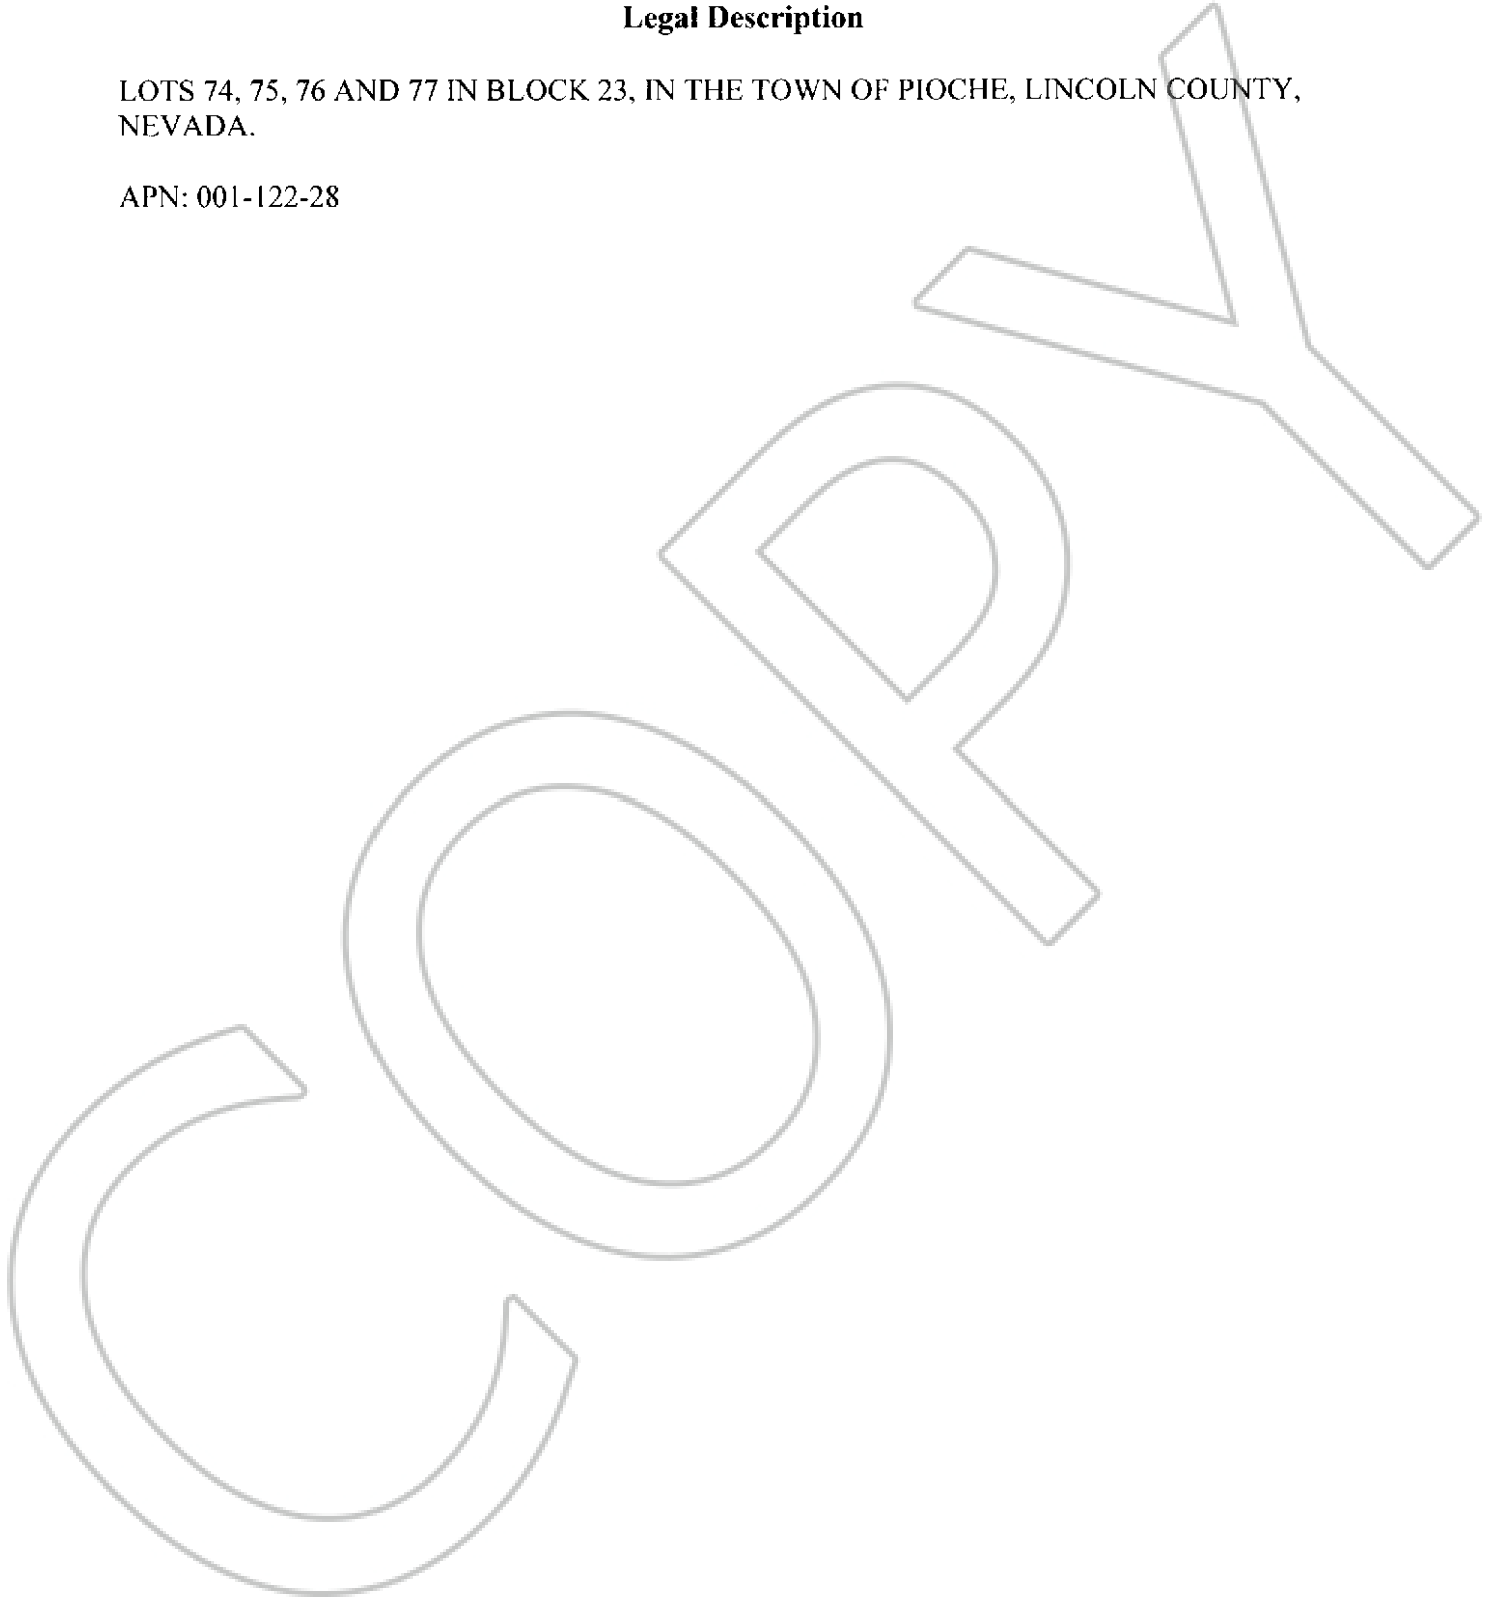 Legal Description
LOTS 74, 75, 76 AND 77 IN BLOCK 23, IN THE TOWN OF PIOCHE, LINCOLN COUNTY,
NEVADA.
APN: 001-122-28
COPY